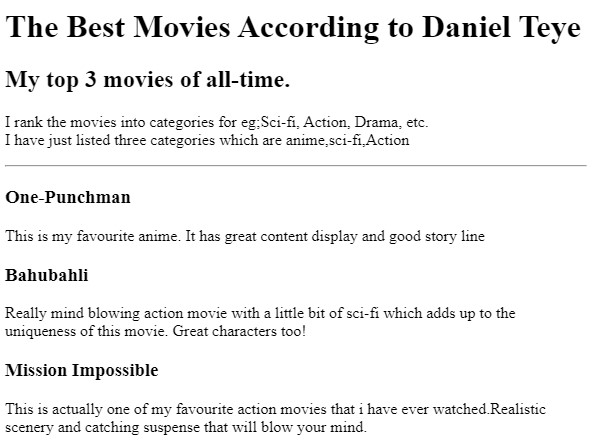 The Best Movies According to Daniel Teye
My top 3 movies of all-time.
I rank the movies into categories for eg;Sci-fi, Action, Drama, etc.
I have just listed three categories which are anime,sci-fi,Action
One-Punchman
This is my favourite anime. It has great content display and good story line
Bahubahli
Really mind blowing action movie with a little bit of sci-fi which adds up to the
uniqueness of this movie. Great characters too!
Mission Impossible
This is actually one of my favourite action movies that i have ever watched.Realistic
scenery and catching suspense that will blow your mind.